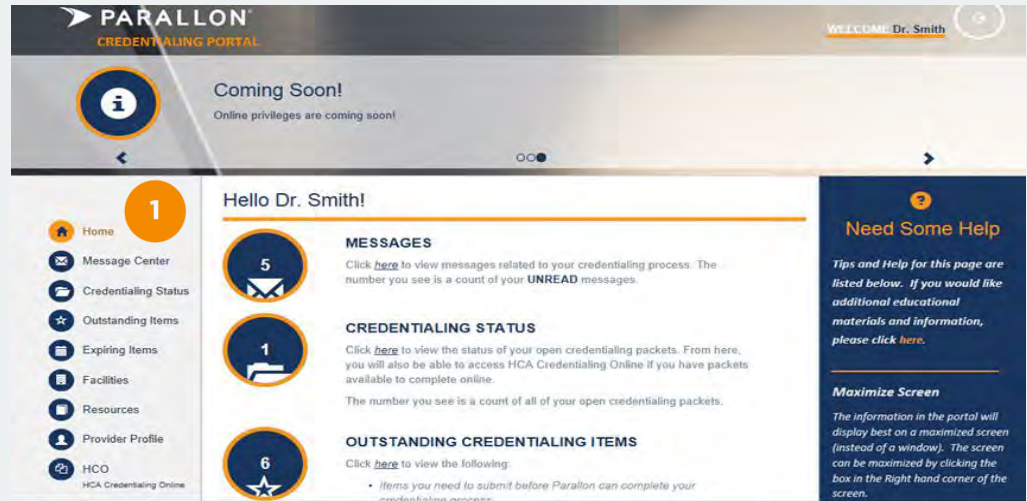 PARALLON
CREDENTIALING PORTAL
WELCOME Dr. Smith
Coming Soon!
Online privileges are coming soon!
Hello Dr. Smith!
1
Home
Message Center
Credentialing Status
Outstanding Items
Expiring Items
Facilities
Resources
Provider Profile
HCO
HCA Credentialing Online
5
MESSAGES
Click here to view messages related to your credentialing process. The
number you see is a count of your UNREAD messages.
1
CREDENTIALING STATUS
Click here to view the status of your open credentialing packets. From here,
you will also be able to access HCA Credentialing Online if you have packets
available to complete online.
The number you see is a count of all of your open credentialing packets.
6
OUTSTANDING CREDENTIALING ITEMS
Click here to view the following:
• Items you need to submit before Parallon can complete your
credentialing process
?
Need Some Help
Tips and Help for this page are
listed below. If you would like
additional educational
materials and information,
please click here.
Maximize Screen
The information in the portal will
display best on a maximized screen
(instead of a window). The screen
can be maximized by clicking the
box in the Right hand corner of the
screen.